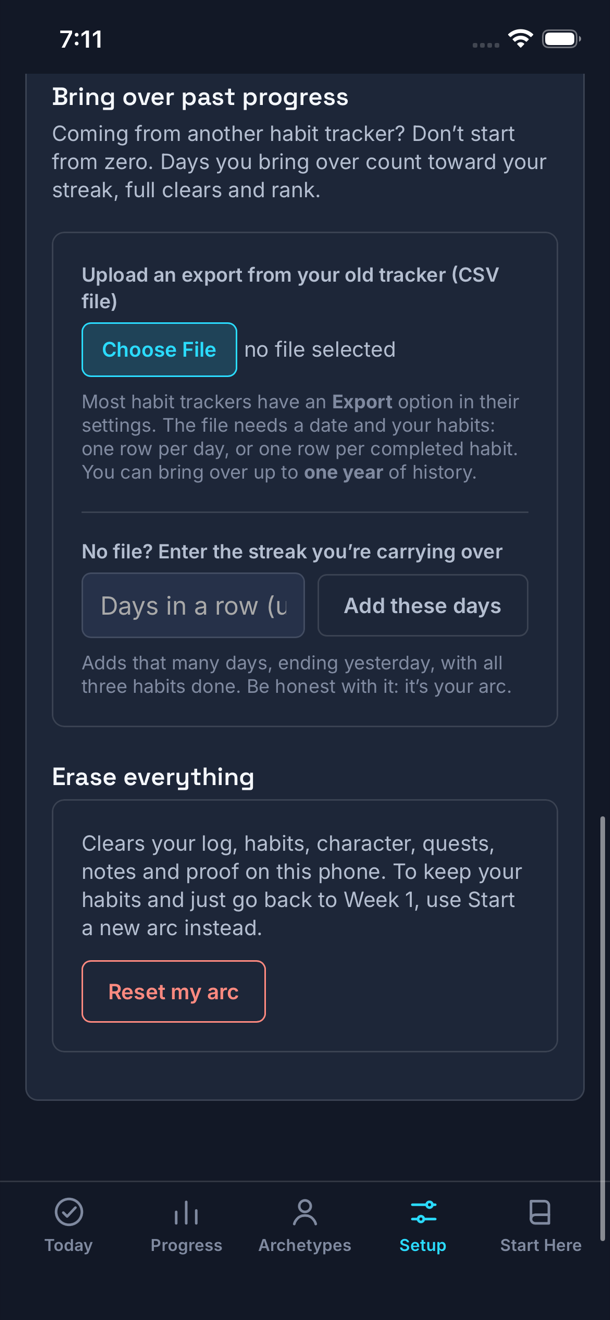 7:11
Bring over past progress
Coming from another habit tracker? Don’t start
from zero. Days you bring over count toward your
streak, full clears and rank.
Upload an export from your old tracker (CSV
file)
Choose File no file selected
Most habit trackers have an Export option in their
settings. The file needs a date and your habits:
one row per day, or one row per completed habit.
You can bring over up to one year of history.
No file? Enter the streak you’re carrying over
Days in a row (u Add these days
Adds that many days, ending yesterday, with all
three habits done. Be honest with it: it’s your arc.
Erase everything
Clears your log, habits, character, quests,
notes and proof on this phone. To keep your
habits and just go back to Week 1, use Start
a new arc instead.
Reset my arc
Today Progress Archetypes Setup Start Here